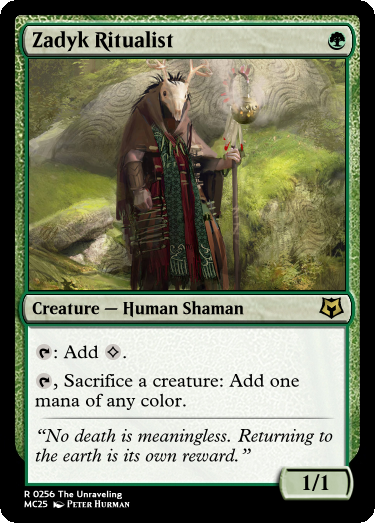 Zadyk Ritualist
Creature — Human Shaman
: Add .
, Sacrifice a creature: Add one
mana of any color.
“No death is meaningless. Returning to
the earth is its own reward.”
1/1
R 0256 The Unraveling
MC25 Peter Hurman